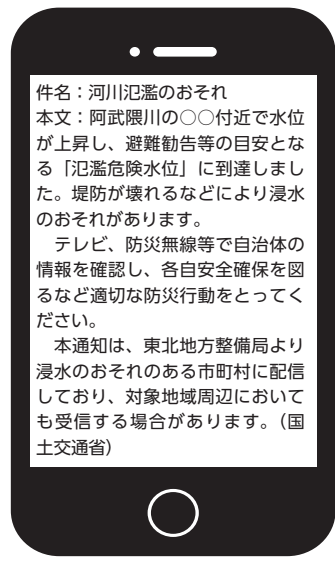 件名：河川氾濫のおそれ
本文：阿武隈川の○○付近で水位
が上昇し、避難勧告等の目安とな
る「氾濫危険水位」に到達しまし
た。堤防が壊れるなどにより浸水
のおそれがあります。
　テレビ、防災無線等で自治体の
情報を確認し、各自安全確保を図
るなど適切な防災行動をとってく
ださい。
　本通知は、東北地方整備局より
浸水のおそれのある市町村に配信
しており、対象地域周辺において
も受信する場合があります。（国
土交通省）